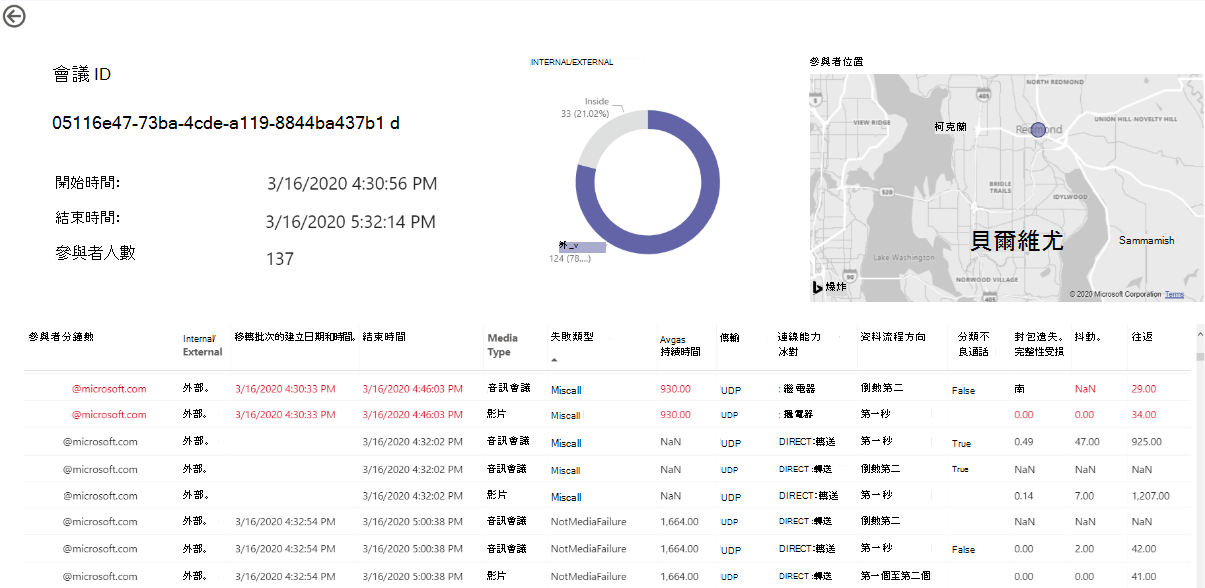 會議 ID
05116e47-73ba-4cde-a119-8844ba437b1 d
開始時間:
3/16/2020 4:30:56 PM
結束時間:
3/16/2020 5:32:14 PM
參與者人數
137
INTERNAL/EXTERNAL
Inside
33 (21.02%)
外 _v
124 (78....)
參與者位置
NORTH REDMOND
405
5
VIEW RIDGE
柯克蘭
Redmond
UNION HILL-NOVELTY HILL
520
BRIDLE
TRAILS
IDYLWOOD
貝爾維尤
Sammamish
Lake Washington
90
NORWOOD VILLAGE
405
爆炸
© 2020 Microsoft Corporation Terms
參與者分鐘數 Internal/ External 移轉批次的建立日期和時間。 結束時間 Media Type 失敗類型 Avgas 持續時間 傳輸 連線能力 冰對 資料流程方向 分類不 良通話 封包遺失。 完整性受損 抖動。 往返
@microsoft.com 外部。 3/16/2020 4:30:33 PM 3/16/2020 4:46:03 PM 音訊會議 Miscall 930.00 UDP : 繼電器 倒數第二 False 南 NaN 29.00
@microsoft.com 外部。 3/16/2020 4:30:33 PM 3/16/2020 4:46:03 PM 影片 Miscall 930.00 UDP : 繼電器 第一秒 0.00 0.00 34.00
@microsoft.com 外部。 3/16/2020 4:32:02 PM 音訊會議 Miscall NaN UDP DIRECT:轉送 第一秒 True 0.49 47.00 925.00
@microsoft.com 外部。 3/16/2020 4:32:02 PM 音訊會議 Miscall NaN UDP DIRECT :轉送 倒數第二 True NaN NaN NaN
@microsoft.com 外部。 3/16/2020 4:32:02 PM 影片 Miscall NaN UDP DIRECT:轉送 第一秒 0.14 7.00 1,207.00
@microsoft.com 外部。 3/16/2020 4:32:54 PM 3/16/2020 5:00:38 PM 音訊會議 NotMediaFailure 1,664.00 UDP DIRECT :轉送 倒數第二 NaN NaN NaN
@microsoft.com 外部。 3/16/2020 4:32:54 PM 3/16/2020 5:00:38 PM 音訊會議 NotMediaFailure 1,664.00 UDP DIRECT:轉送 第一秒 False 0.00 2.00 42.00
@microsoft.com 外部。 3/16/2020 4:32:54 PM 3/16/2020 5:00:38 PM 影片 NotMediaFailure 1,664.00 UDP DIRECT :轉送 第一個至第二個 0.00 0.00 41.00